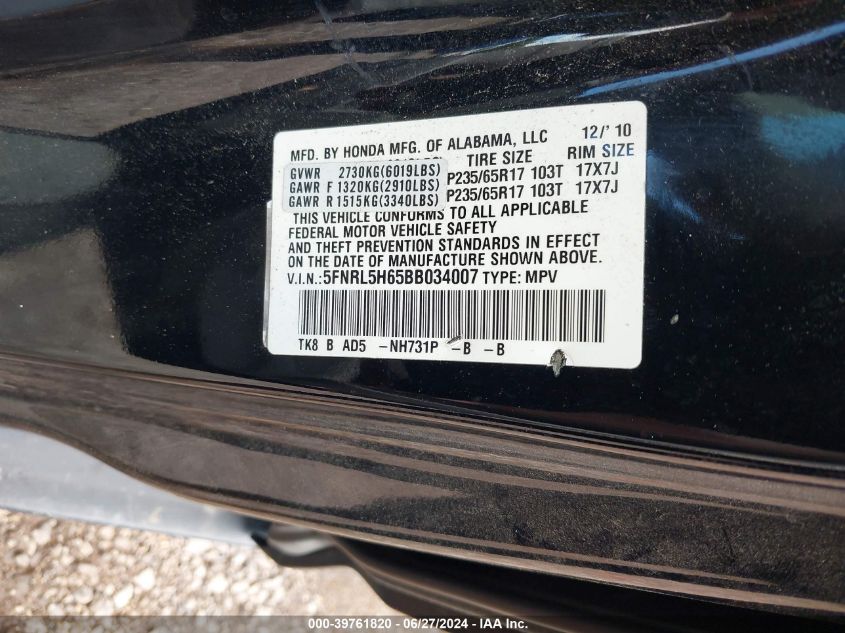 MFD. BY HONDA MFG. OF ALABAMA, LLC 12/'10
TIRE SIZE RIM SIZE
GVWR 2730KG(6019LBS)
GAWR F 1320KG(2910LBS) P235/65R17 103T 17X7J
GAWR R 1515KG(3340LBS) P235/65R17 103T 17X7J
THIS VEHICLE CONFORMS TO ALL APPLICABLE
FEDERAL MOTOR VEHICLE SAFETY
AND THEFT PREVENTION STANDARDS IN EFFECT
ON THE DATE OF MANUFACTURE SHOWN ABOVE.
V.I.N.:5FNRL5H65BB034007 TYPE: MPV
TK8 B AD5 -NH731P -B -B
000-39761820 - 06/27/2024 - © IAA, Inc.